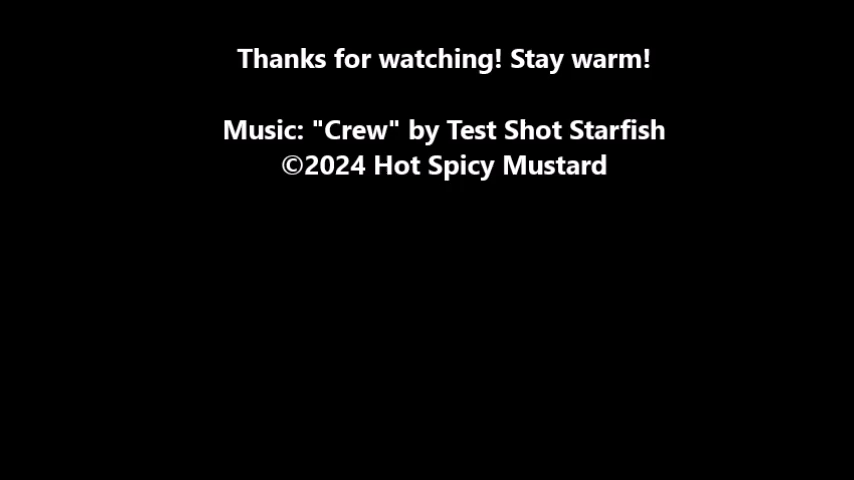 Thanks for watching! Stay warm!
Music: "Crew" by Test Shot Starfish
©2024 Hot Spicy Mustard